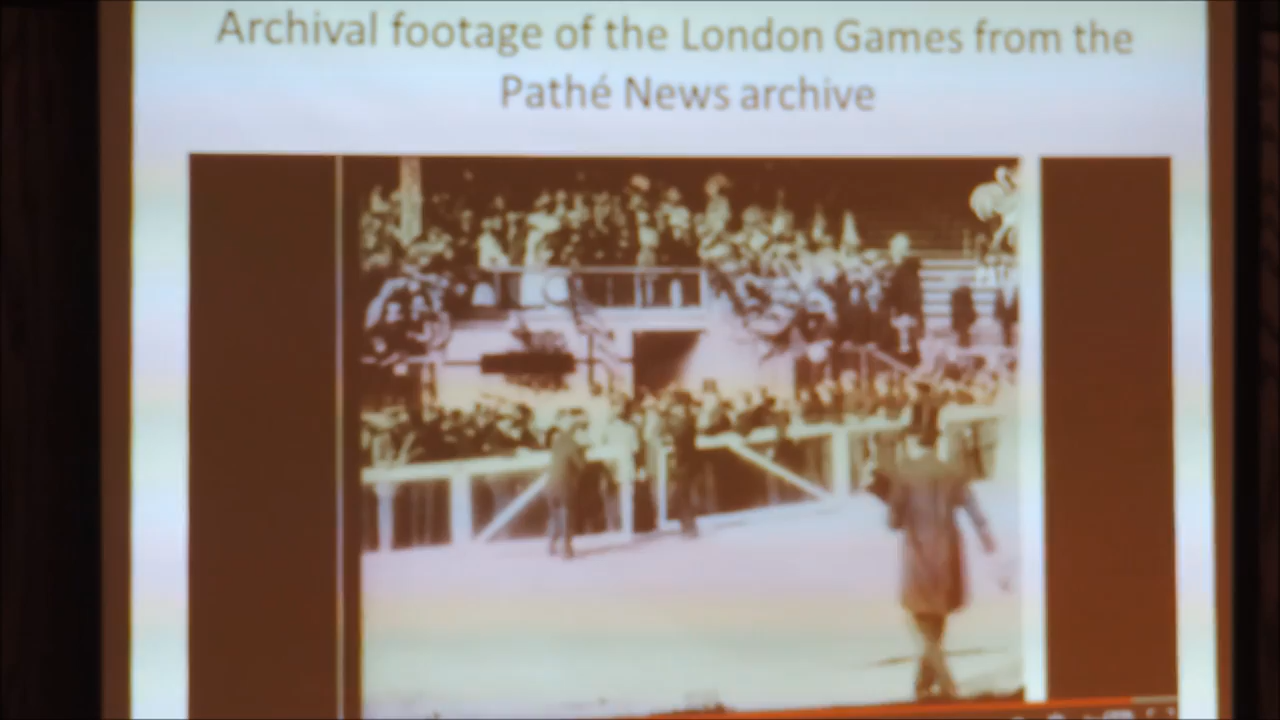 Archival footage of the London Games from the
Pathé News archive